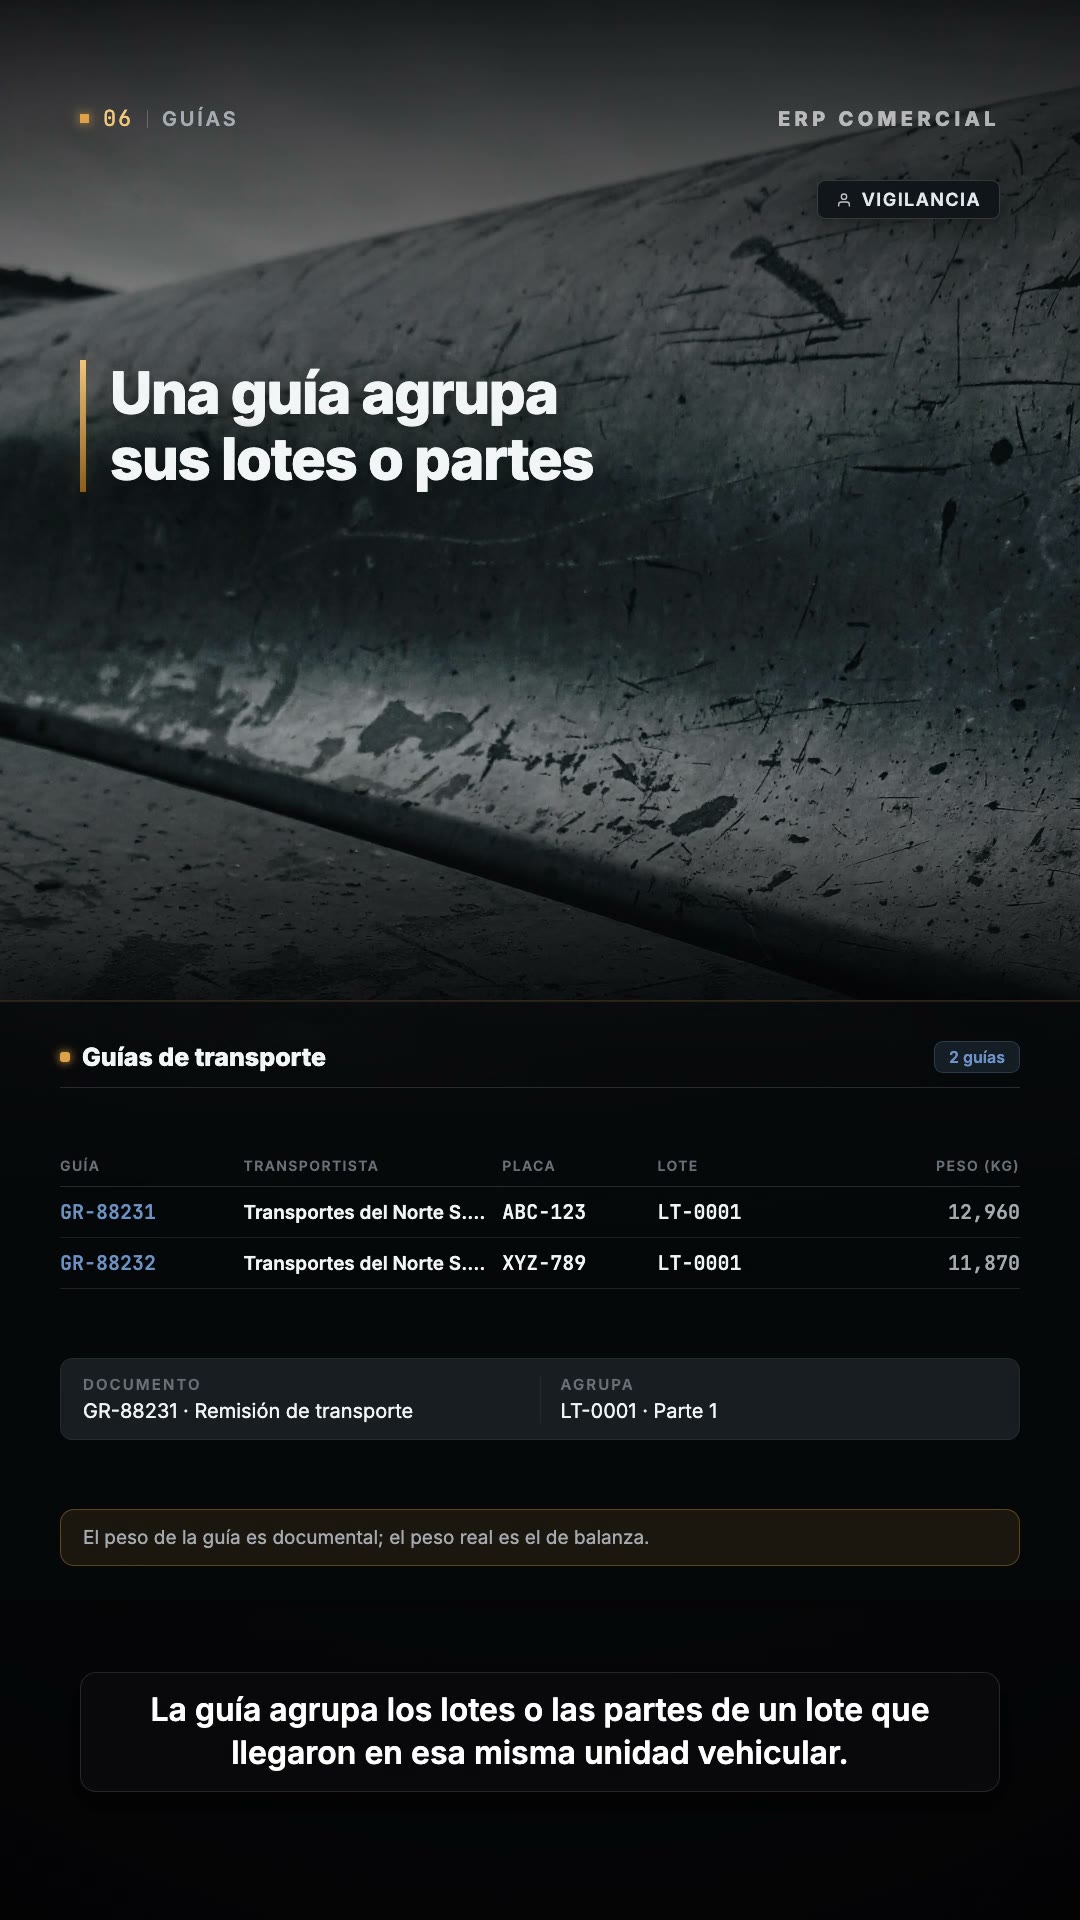 06 | GUÍAS
ERP COMERCIAL
VIGILANCIA
Una guía agrupa
sus lotes o partes
Guías de transporte
2 guías
GUÍA TRANSPORTISTA PLACA LOTE PESO (KG)
GR-88231 Transportes del Norte S.... ABC-123 LT-0001 12,960
GR-88232 Transportes del Norte S.... XYZ-789 LT-0001 11,870
DOCUMENTO
GR-88231 · Remisión de transporte
AGRUPA
LT-0001 · Parte 1
El peso de la guía es documental; el peso real es el de balanza.
La guía agrupa los lotes o las partes de un lote que
llegaron en esa misma unidad vehicular.